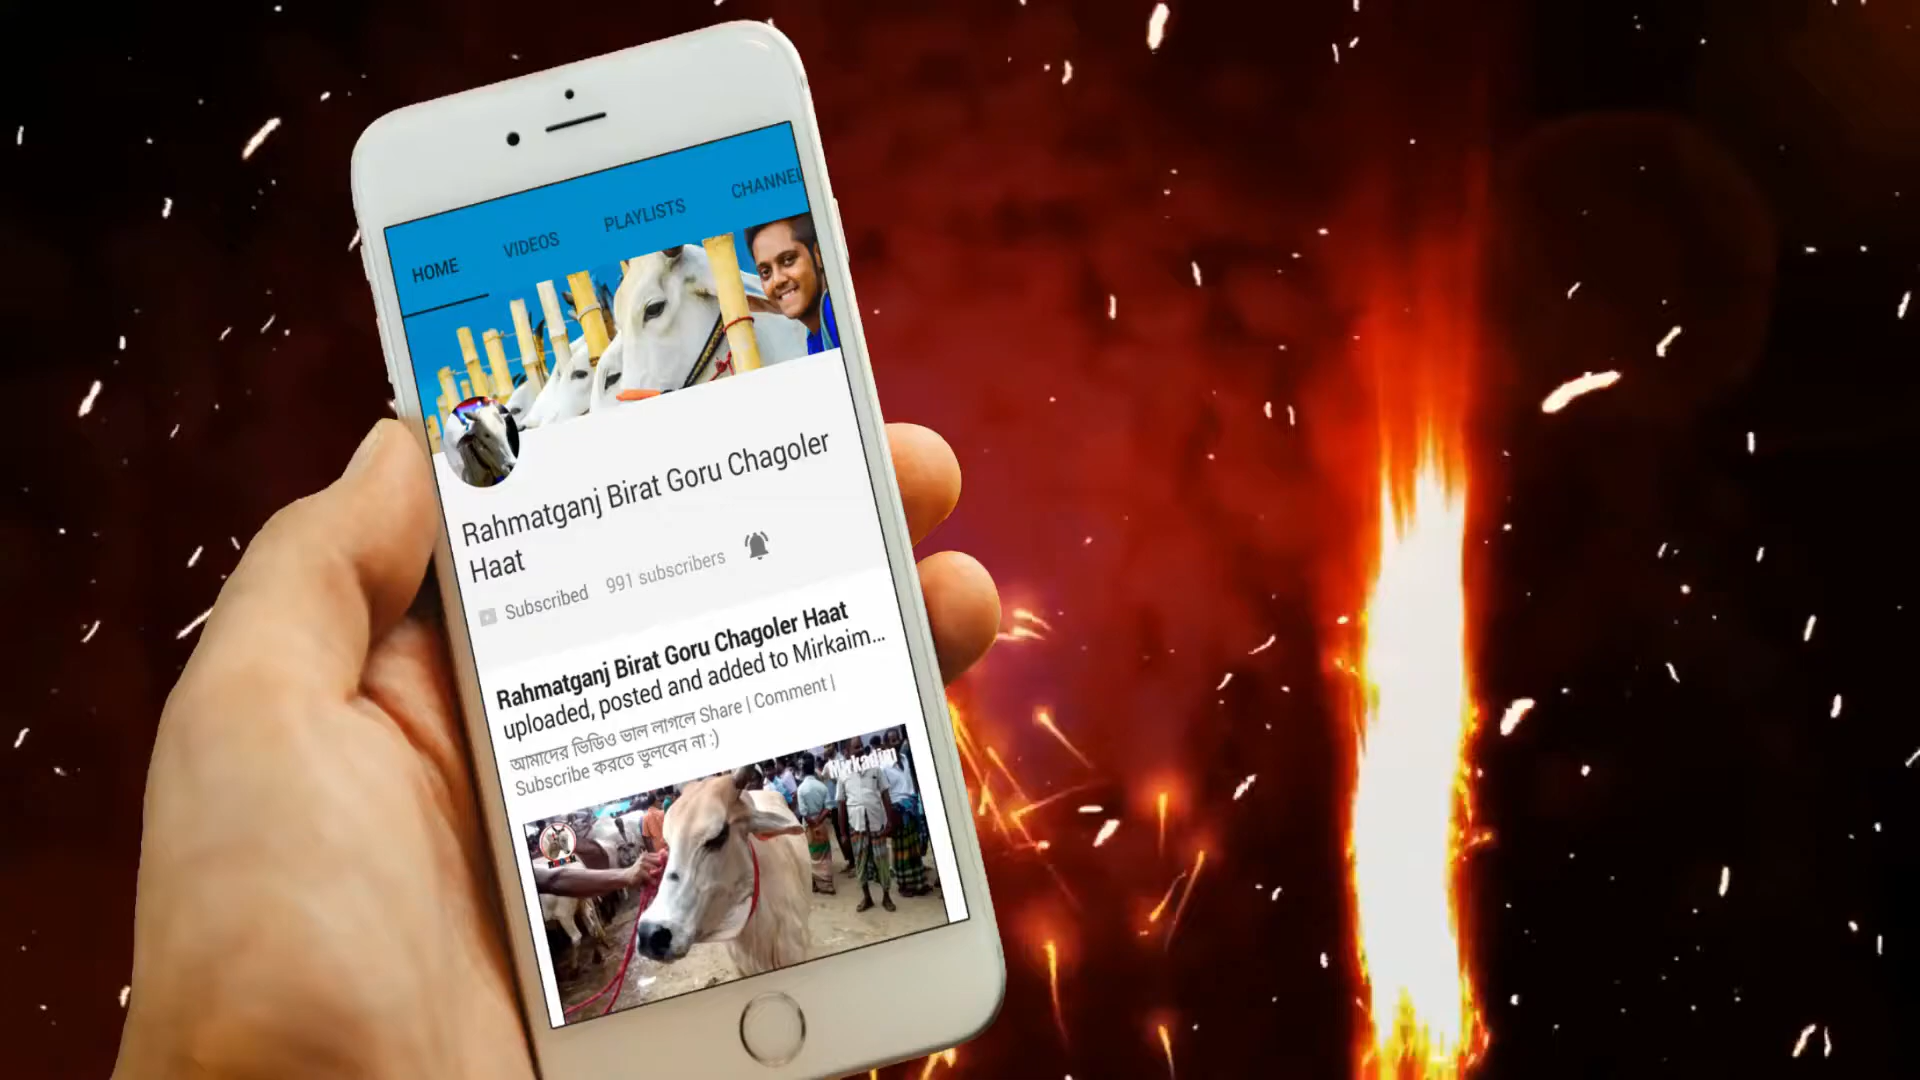 HOME VIDEOS PLAYLISTS CHANNEL
Rahmatganj Birat Goru Chagoler
Haat
Subscribed 991 subscribers
Rahmatganj Birat Goru Chagoler Haat
uploaded, posted and added to Mirkaim...
আমাদের ভিডিও ভাল লাগলে Share | Comment |
Subscribe করতে ভুলবেন না :)